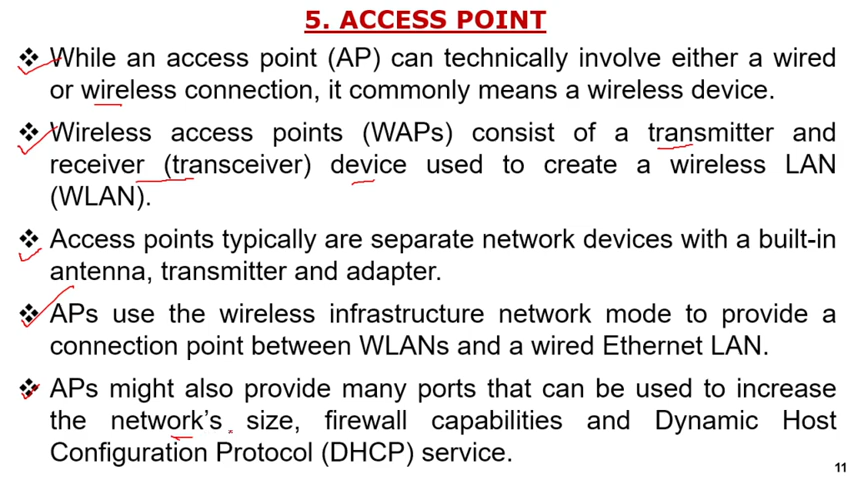 5. ACCESS POINT
❖ While an access point (AP) can technically involve either a wired
or wireless connection, it commonly means a wireless device.
❖ Wireless access points (WAPs) consist of a transmitter and
receiver (transceiver) device used to create a wireless LAN
(WLAN).
❖ Access points typically are separate network devices with a built-in
antenna, transmitter and adapter.
❖ APs use the wireless infrastructure network mode to provide a
connection point between WLANs and a wired Ethernet LAN.
❖ APs might also provide many ports that can be used to increase
the network's size, firewall capabilities and Dynamic Host
Configuration Protocol (DHCP) service.
11